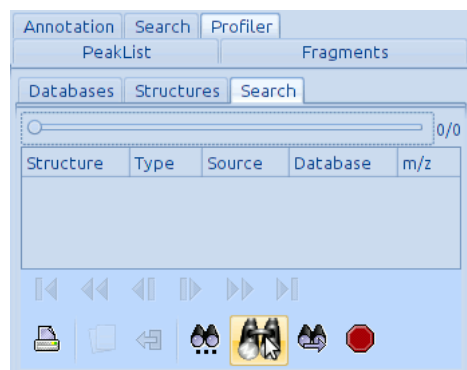 Annotation Search Profiler
PeakList Fragments
Databases Structures Search
0/0
Structure Type Source Database m/z